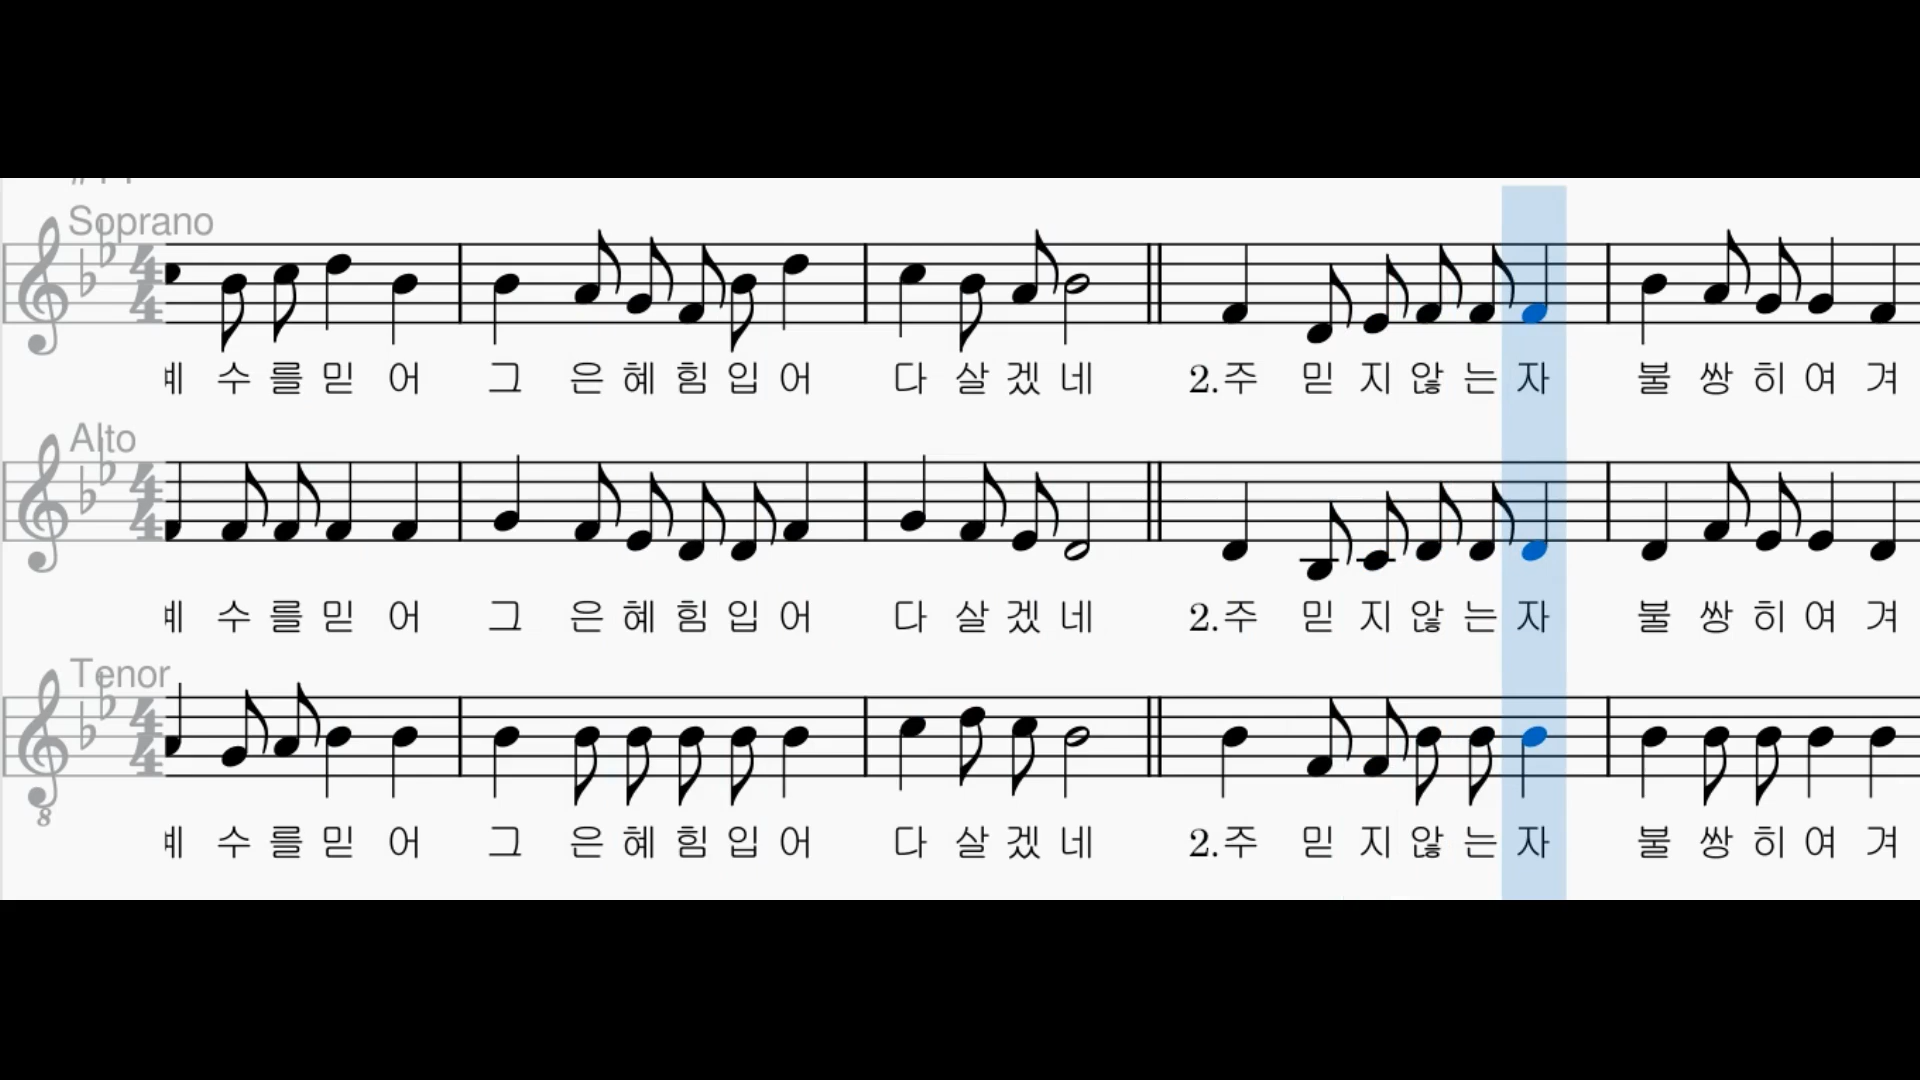 Soprano
수를믿어 그은혜힘입어 다살겠네 2.주 믿지않는자 불쌍히여겨
Alto
수를믿어 그은혜힘입어 다살겠네 2.주 믿지않는자 불쌍히여겨
Tenor
수를믿어 그은혜힘입어 다살겠네 2.주 믿지않는자 불쌍히여겨